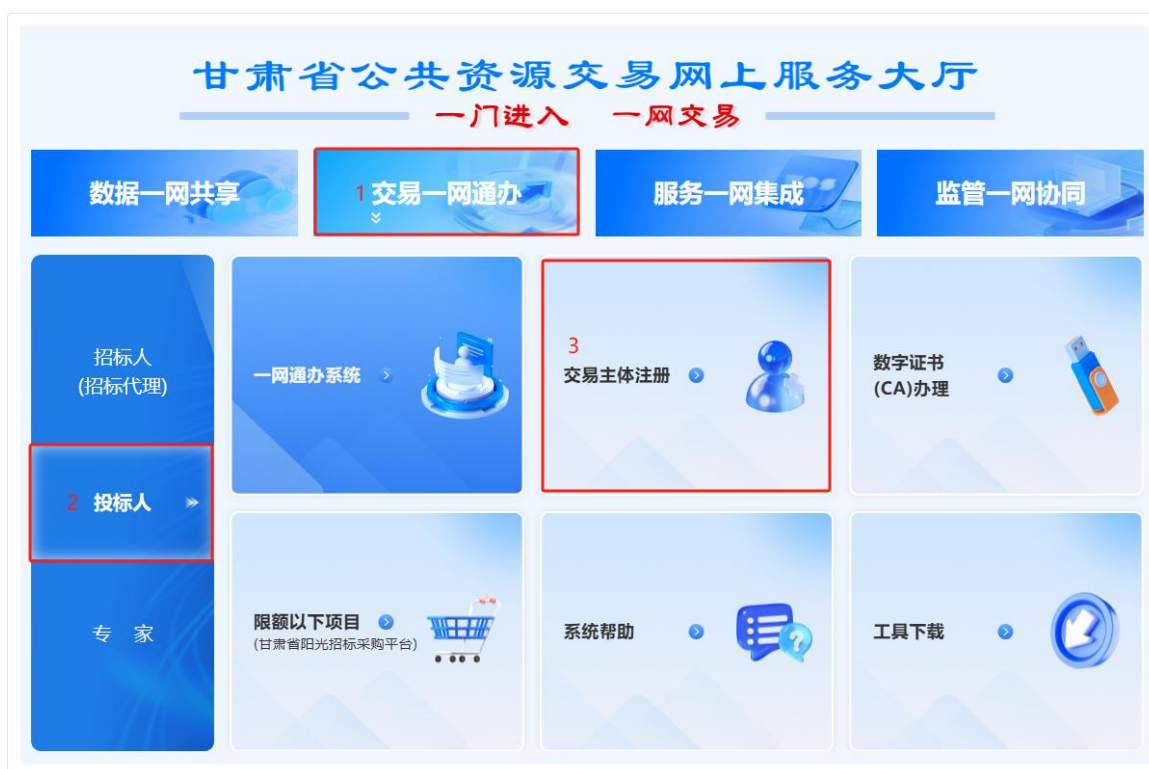 甘肃省公共资源交易网上服务大厅
一门进入 一网交易
数据一网共享
1 交易一网通办
服务一网集成
监管一网协同
招标人
(招标代理)
2 投标人
专 家
一网通办系统
3
交易主体注册
数字证书
(CA)办理
限额以下项目
(甘肃省阳光招标采购平台)
系统帮助
工具下载